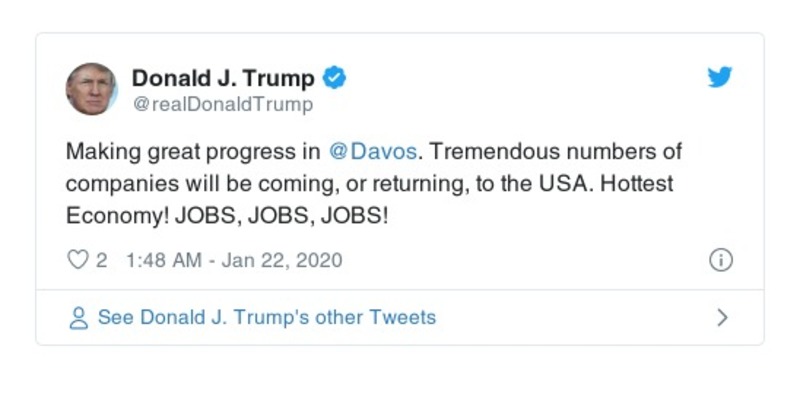 Donald J. Trump
@realDonaldTrump
Making great progress in @Davos. Tremendous numbers of
companies will be coming, or returning, to the USA. Hottest
Economy! JOBS, JOBS, JOBS!
2 1:48 AM - Jan 22, 2020
See Donald J. Trump's other Tweets